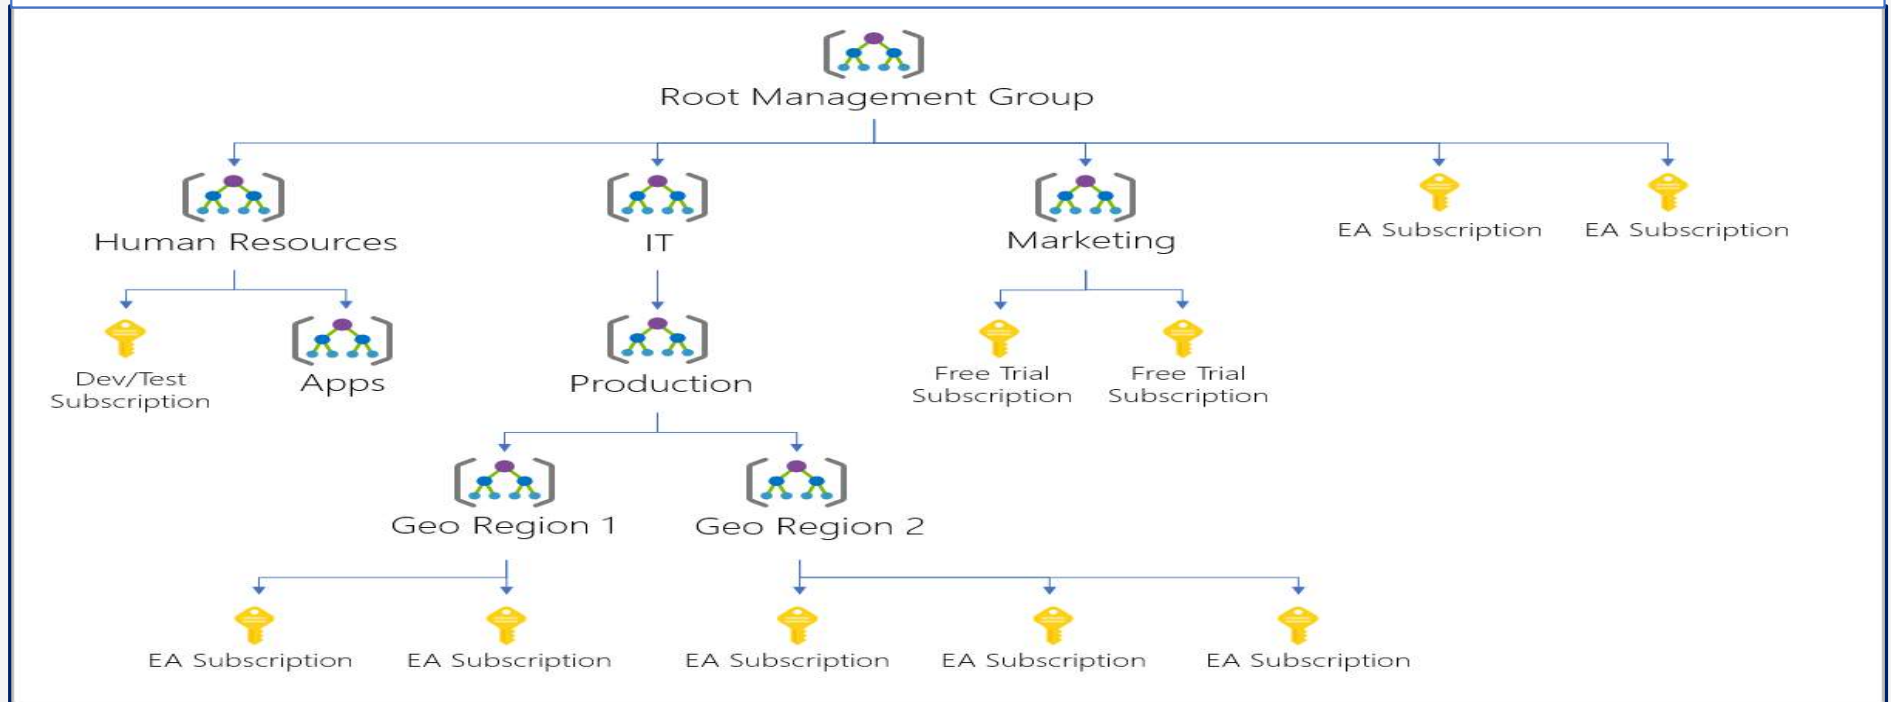 Root Management Group
Human Resources
IT
Marketing
EA Subscription
EA Subscription
Dev/Test
Subscription
Apps
Production
Free Trial
Subscription
Free Trial
Subscription
Geo Region 1
Geo Region 2
EA Subscription
EA Subscription
EA Subscription
EA Subscription
EA Subscription